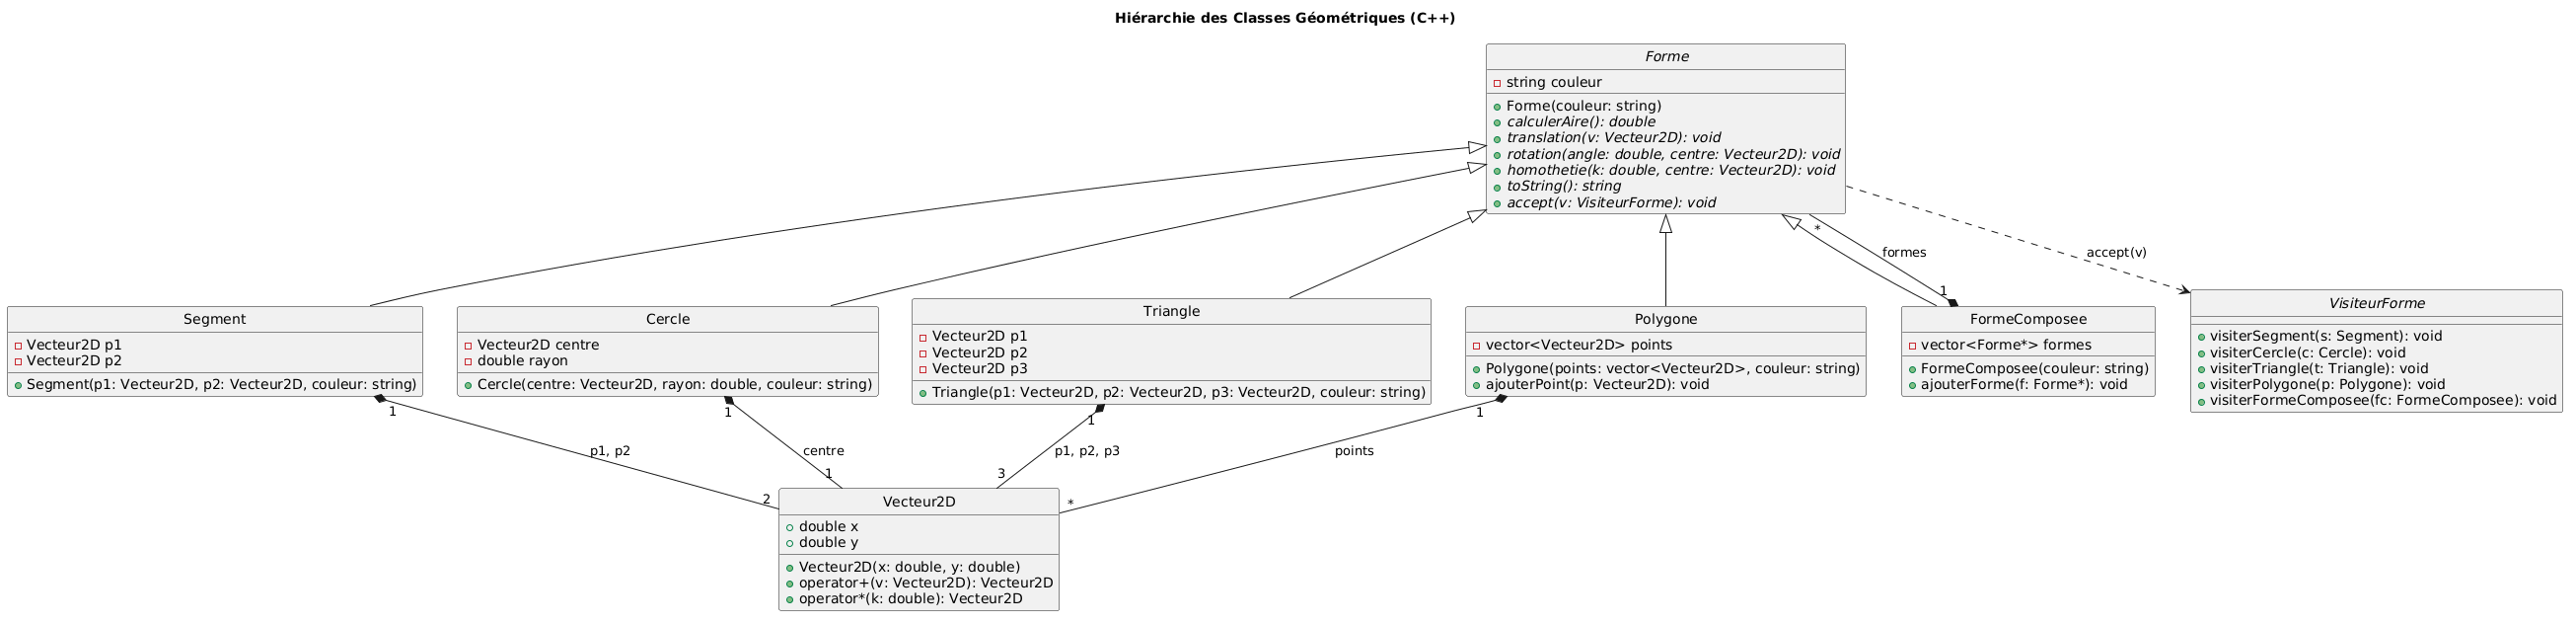 Hiérarchie des Classes Géométriques (C++)
Forme
string couleur
Forme(couleur: string)
calculerAire(): double
translation(v: Vecteur2D): void
rotation(angle: double, centre: Vecteur2D): void
homothetie(k: double, centre: Vecteur2D): void
toString(): string
accept(v: VisiteurForme): void
*
formes
1
accept(v)
Segment
Vecteur2D p1
Vecteur2D p2
Segment(p1: Vecteur2D, p2: Vecteur2D, couleur: string)
Cercle
Vecteur2D centre
double rayon
Cercle(centre: Vecteur2D, rayon: double, couleur: string)
Triangle
Vecteur2D p1
Vecteur2D p2
Vecteur2D p3
Triangle(p1: Vecteur2D, p2: Vecteur2D, p3: Vecteur2D, couleur: string)
Polygone
vector<Vecteur2D> points
Polygone(points: vector<Vecteur2D>, couleur: string)
ajouterPoint(p: Vecteur2D): void
FormeComposee
vector<Forme*> formes
FormeComposee(couleur: string)
ajouterForme(f: Forme*): void
VisiteurForme
visiterSegment(s: Segment): void
visiterCercle(c: Cercle): void
visiterTriangle(t: Triangle): void
visiterPolygone(p: Polygone): void
visiterFormeComposee(fc: FormeComposee): void
1
p1, p2
2
1
centre
1
1
p1, p2, p3
3
1
points
*
Vecteur2D
double x
double y
Vecteur2D(x: double, y: double)
operator+(v: Vecteur2D): Vecteur2D
operator*(k: double): Vecteur2D